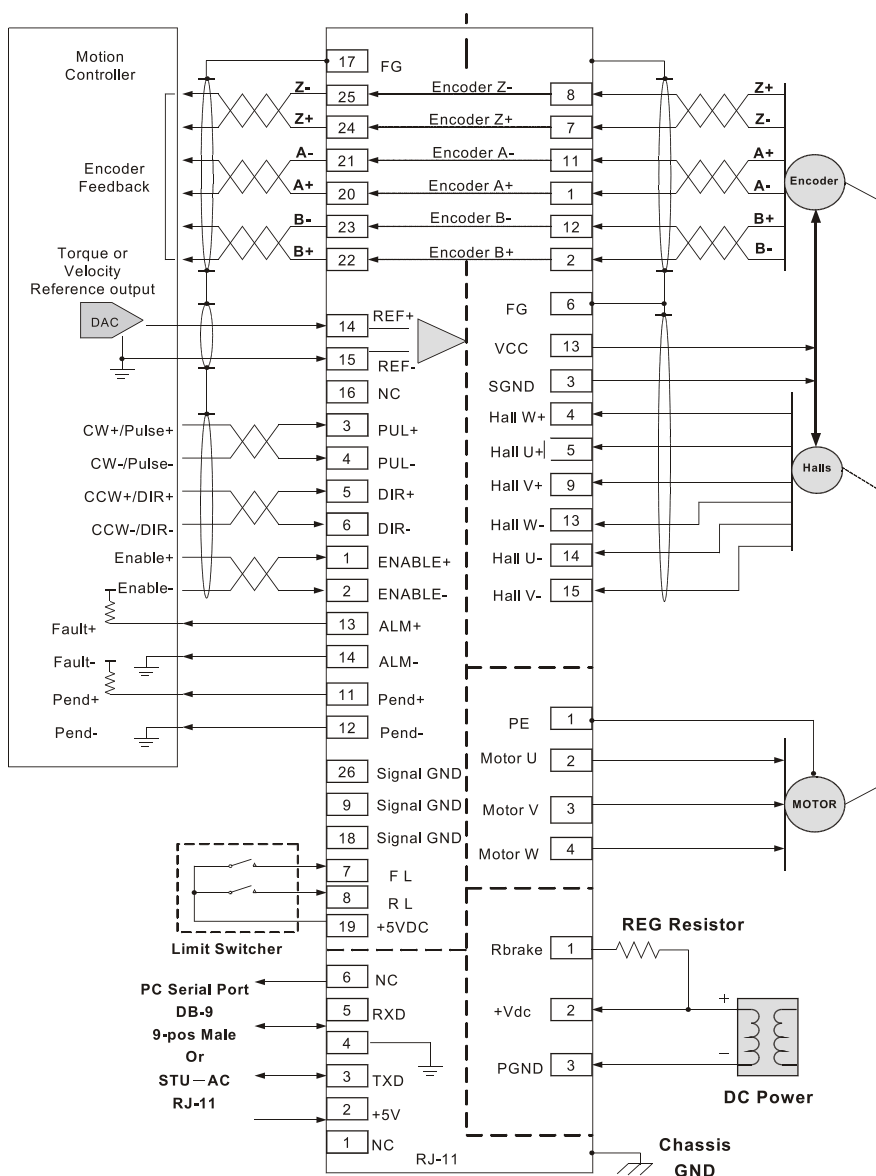 Motion
Controller
17 FG
Z- 25 Encoder Z- 8 Z+
Z+ 24 Encoder Z+ 7 Z-
A- 21 Encoder A- 11 A+
Encoder
Feedback
A+ 20 Encoder A+ 1 A-
Encoder
B- 23 Encoder B- 12 B+
B+ 22 Encoder B+ 2 B-
Torque or
Velocity
Reference output
DAC
14 REF+
15 REF-
16 NC
FG 6
VCC 13
SGND 3
Hall W+ 4
Hall U+ 5
Hall V+ 9
Hall W- 13
Hall U- 14
Hall V- 15
Halls
CW+/Pulse+ 3 PUL+
CW-/Pulse- 4 PUL-
CCW+/DIR+ 5 DIR+
CCW-/DIR- 6 DIR-
Enable+ 1 ENABLE+
Enable- 2 ENABLE-
Fault+ 13 ALM+
Fault- 14 ALM-
Pend+ 11 Pend+
Pend- 12 Pend-
26 Signal GND
9 Signal GND
18 Signal GND
PE 1
Motor U 2
Motor V 3
Motor W 4
MOTOR
7 F L
8 R L
19 +5VDC
Limit Switcher
REG Resistor
Rbrake 1
+Vdc 2 +
PGND 3 –
DC Power
PC Serial Port
DB-9
9-pos Male
Or
STU—AC
RJ-11
6 NC
5 RXD
4
3 TXD
2 +5V
1 NC
RJ-11
Chassis
GND